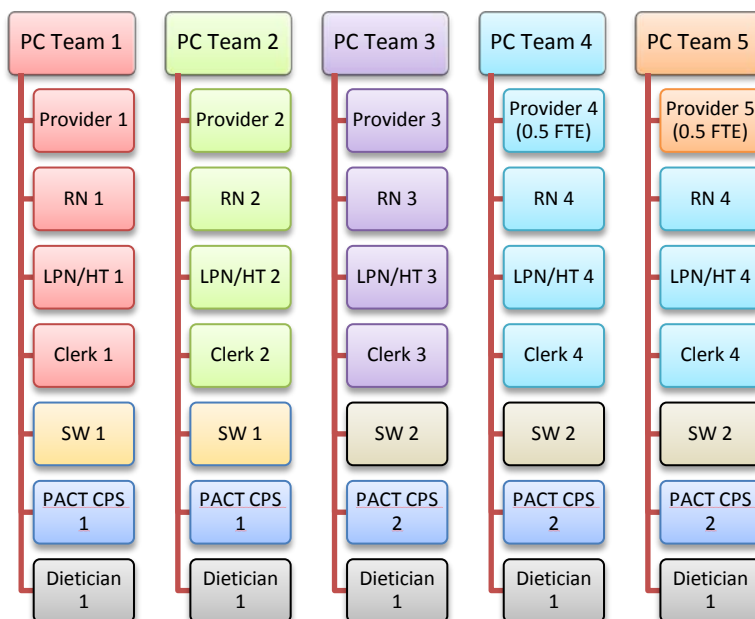 PC Team 1
Provider 1
RN 1
LPN/HT 1
Clerk 1
SW 1
PACT CPS
1
Dietician
1
PC Team 2
Provider 2
RN 2
LPN/HT 2
Clerk 2
SW 1
PACT CPS
1
Dietician
1
PC Team 3
Provider 3
RN 3
LPN/HT 3
Clerk 3
SW 2
PACT CPS
2
Dietician
1
PC Team 4
Provider 4
(0.5 FTE)
RN 4
LPN/HT 4
Clerk 4
SW 2
PACT CPS
2
Dietician
1
PC Team 5
Provider 5
(0.5 FTE)
RN 4
LPN/HT 4
Clerk 4
SW 2
PACT CPS
2
Dietician
1